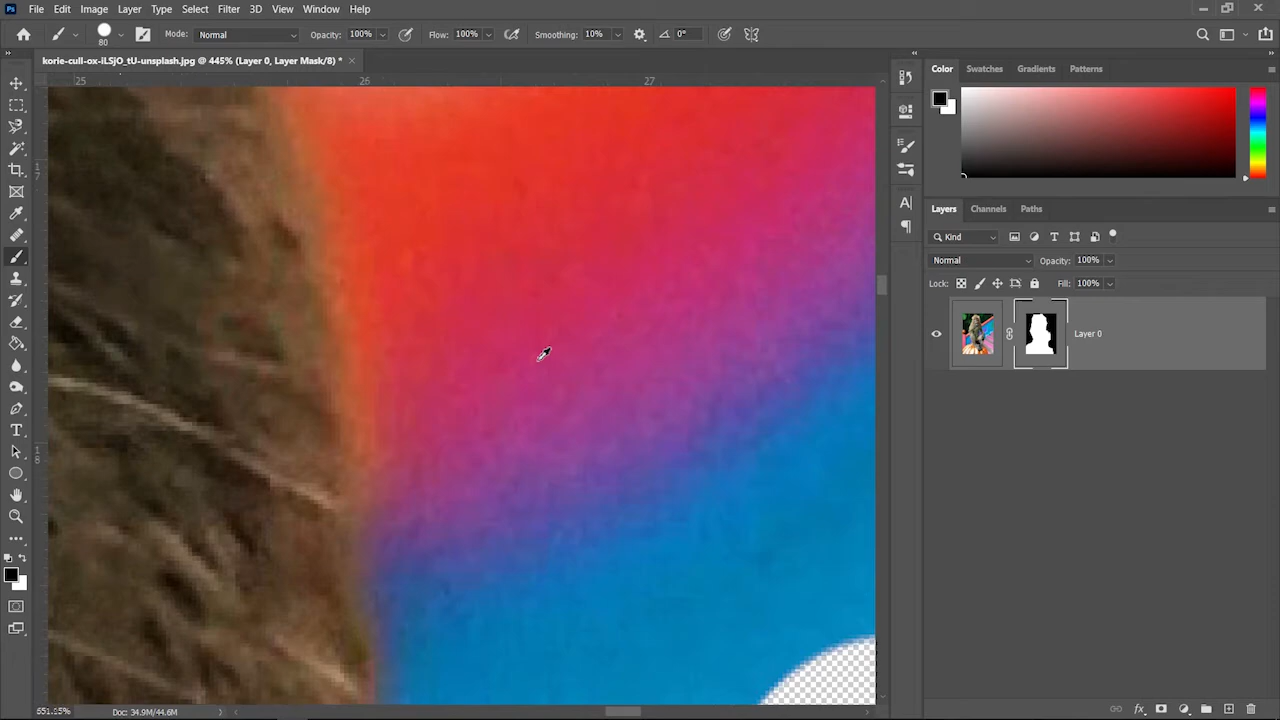 Ps File Edit Image Layer Type Select Filter 3D View Window Help
80 Mode: Normal Opacity: 100% Flow: 100% Smoothing: 10% 0°
korie-cull-ox-iLSjO_tU-unsplash.jpg @ 445% (Layer 0, Layer Mask/8) *
25 26 27
17
18
Color Swatches Gradients Patterns
Layers Channels Paths
Kind
Normal Opacity: 100%
Lock: Fill: 100%
Layer 0
Doc: 34.9M/44.6M